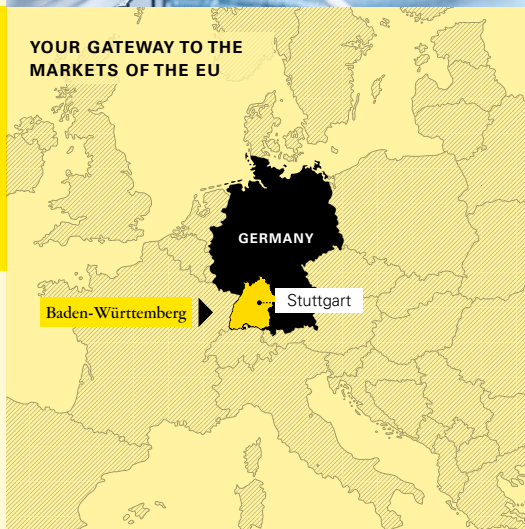 YOUR GATEWAY TO THE
MARKETS OF THE EU
GERMANY
Stuttgart
Baden-Württemberg